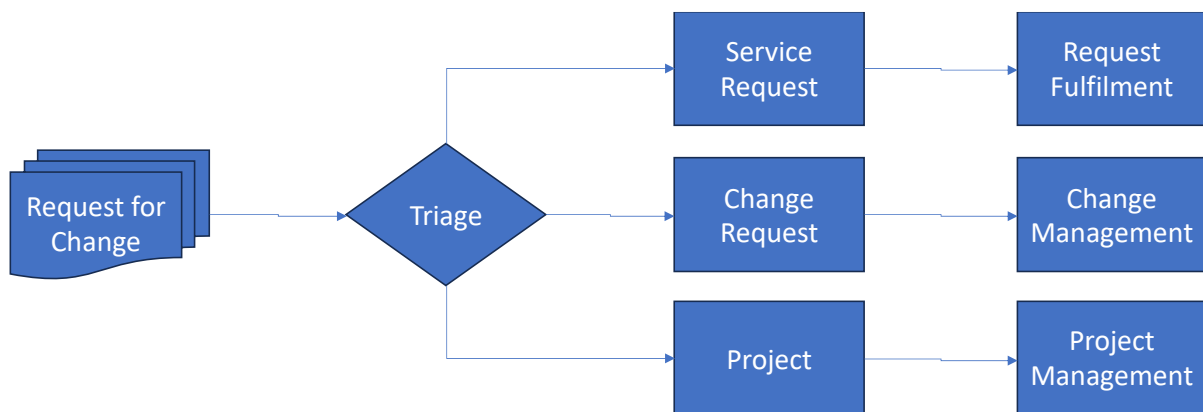 Request for
Change
Triage
Service
Request
Request
Fulfilment
Change
Request
Change
Management
Project
Project
Management